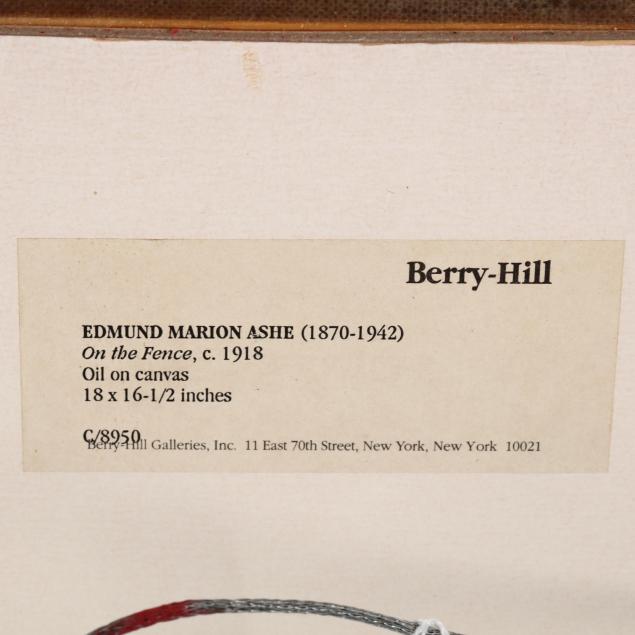 Berry-Hill
EDMUND MARION ASHE (1870-1942)
On the Fence, c. 1918
Oil on canvas
18 x 16-1/2 inches
C/8950
Berry-Hill Galleries, Inc. 11 East 70th Street, New York, New York 10021